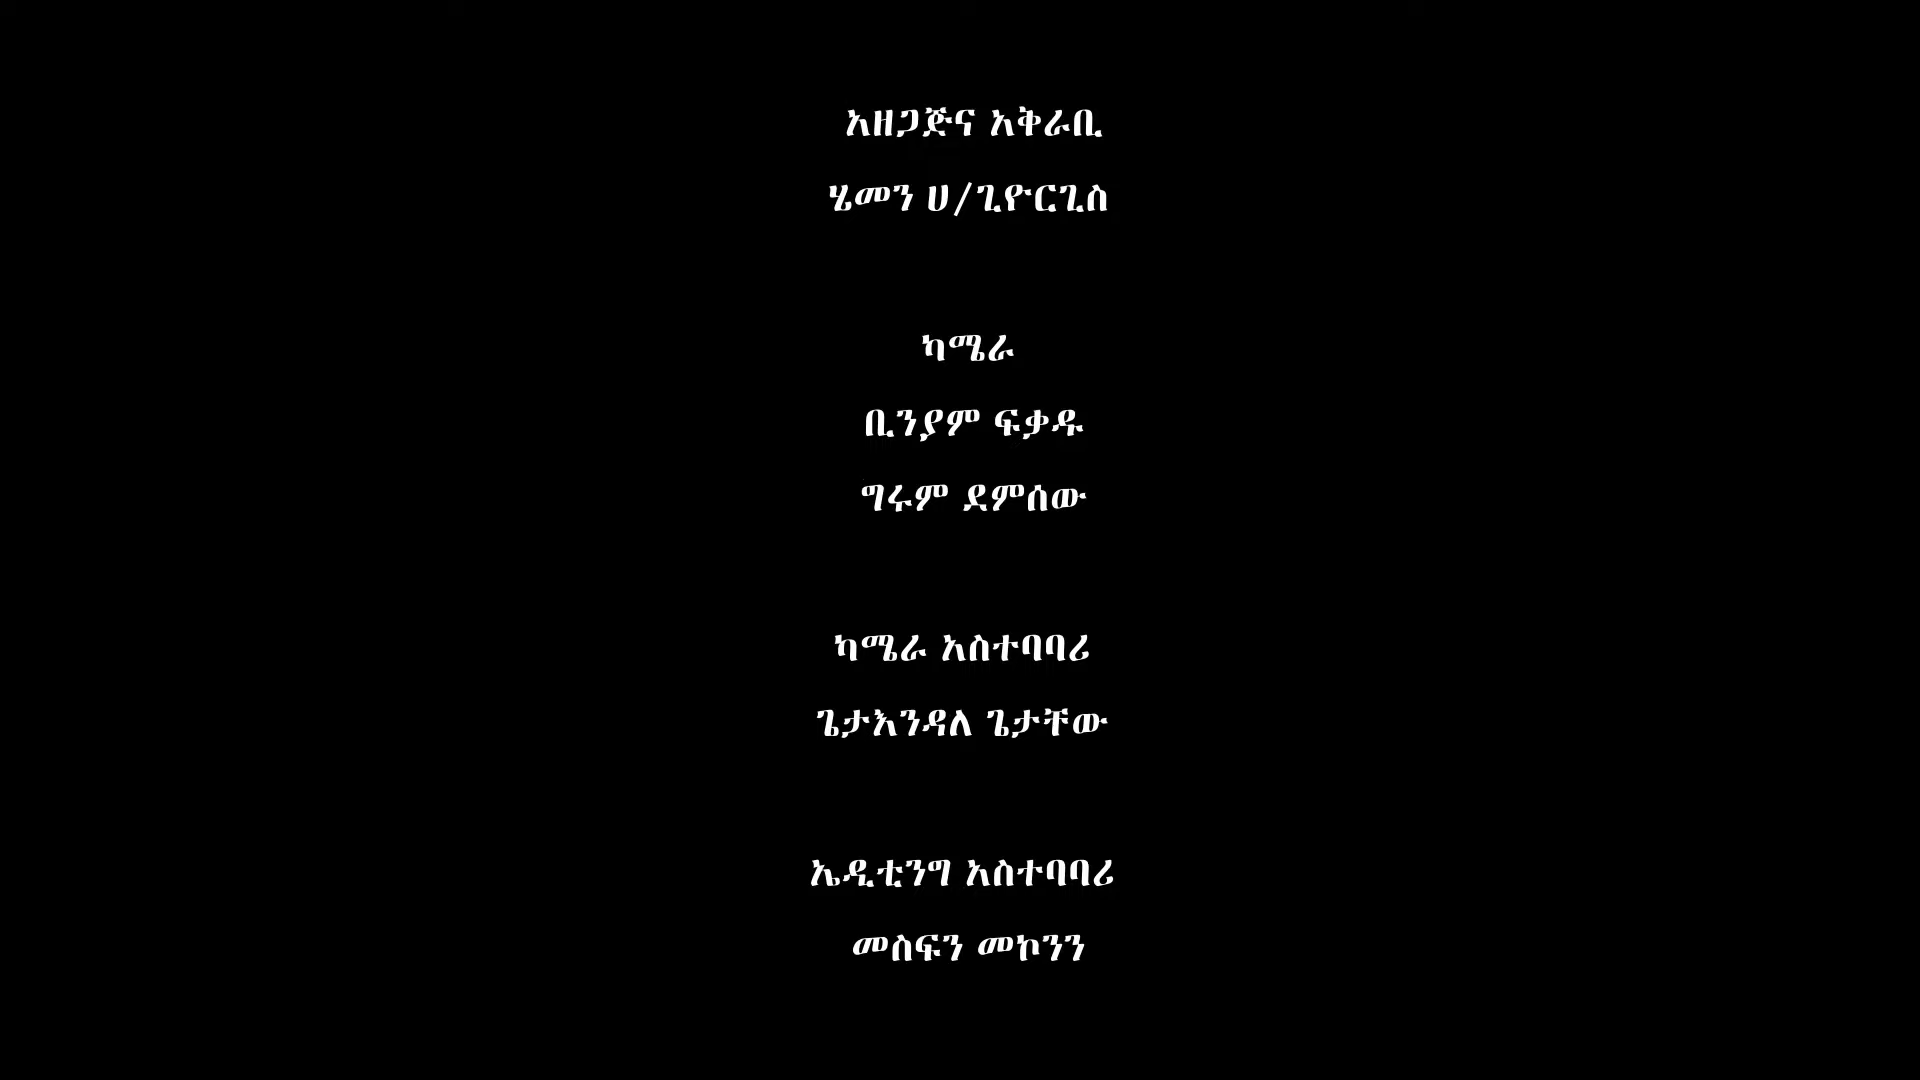 አዘጋጅና አቅራቢ
ሄመን ሀ/ጊዮርጊስ
ካሜራ
ቢንያም ፍቃዱ
ግሩም ደምሰው
ካሜራ አስተባባሪ
ጌታእንዳለ ጌታቸው
ኤዲቲንግ አስተባባሪ
መስፍን መኮንን